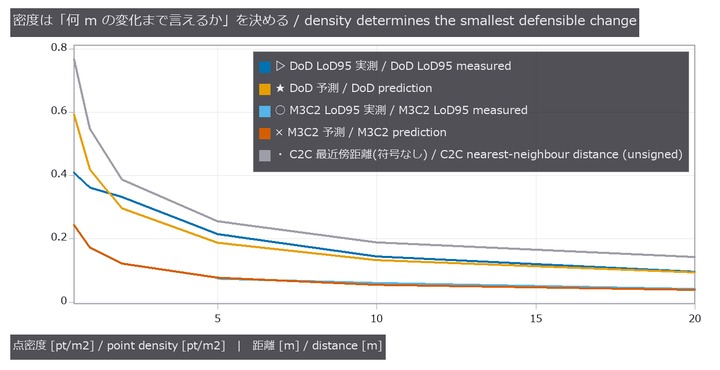 密度は「何 m の変化まで言えるか」を決める / density determines the smallest defensible change
0.8
0.6
0.4
0.2
0
▷ DoD LoD95 実測 / DoD LoD95 measured
★ DoD 予測 / DoD prediction
○ M3C2 LoD95 実測 / M3C2 LoD95 measured
× M3C2 予測 / M3C2 prediction
・ C2C 最近傍距離(符号なし) / C2C nearest-neighbour distance (unsigned)
5
10
15
20
点密度 [pt/m2] / point density [pt/m2] | 距離 [m] / distance [m]